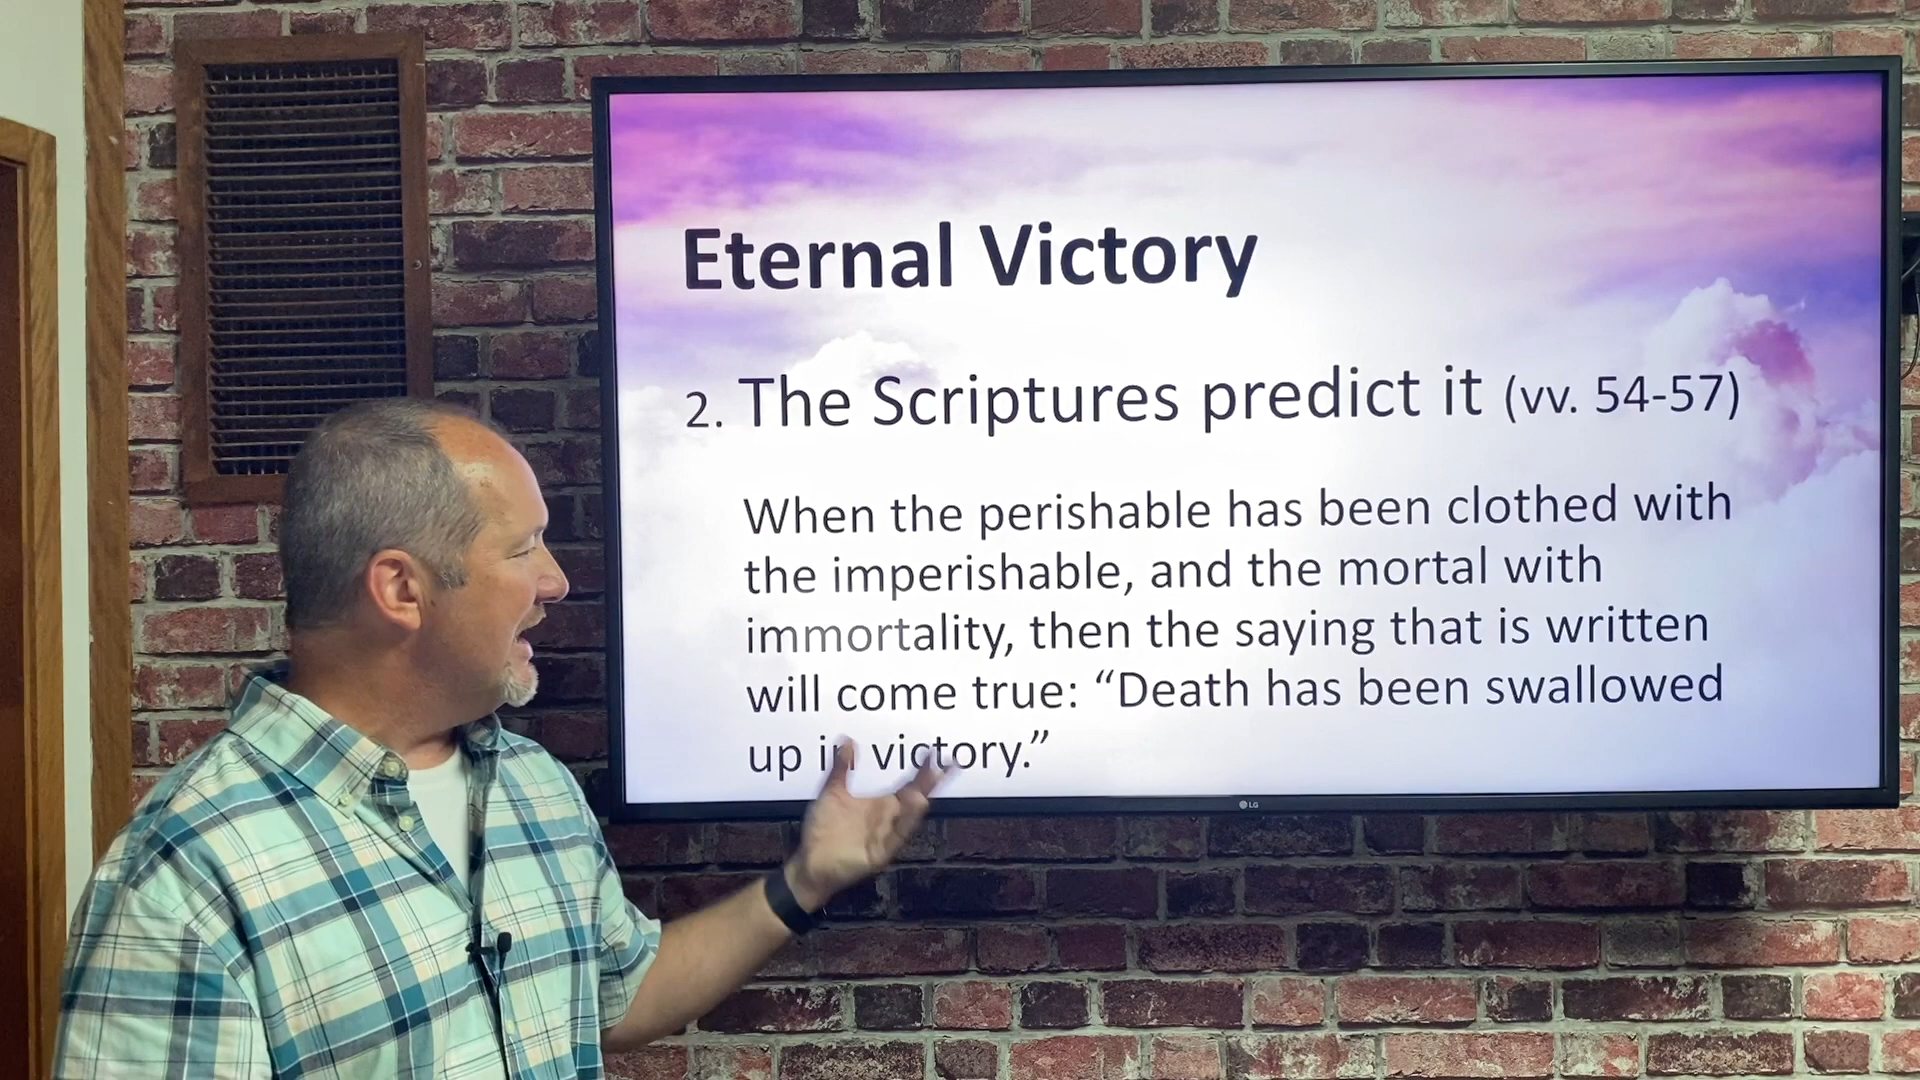 Eternal Victory
2. The Scriptures predict it (vv. 54-57)
When the perishable has been clothed with
the imperishable, and the mortal with
immortality, then the saying that is written
will come true: “Death has been swallowed
up in victory.”
LG